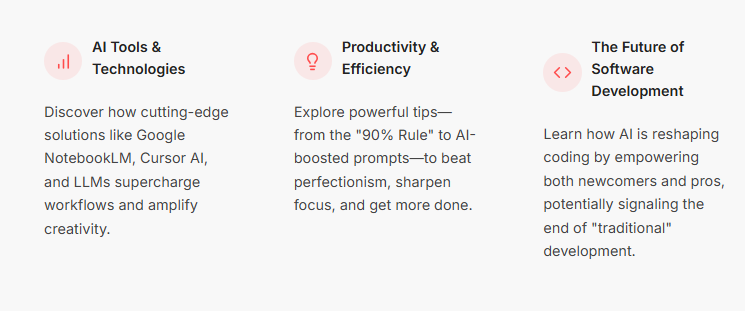 AI Tools &
Technologies
Discover how cutting-edge
solutions like Google
NotebookLM, Cursor AI,
and LLMs supercharge
workflows and amplify
creativity.
Productivity &
Efficiency
Explore powerful tips—
from the "90% Rule" to AI-
boosted prompts—to beat
perfectionism, sharpen
focus, and get more done.
The Future of
Software
Development
Learn how AI is reshaping
coding by empowering
both newcomers and pros,
potentially signaling the
end of "traditional"
development.